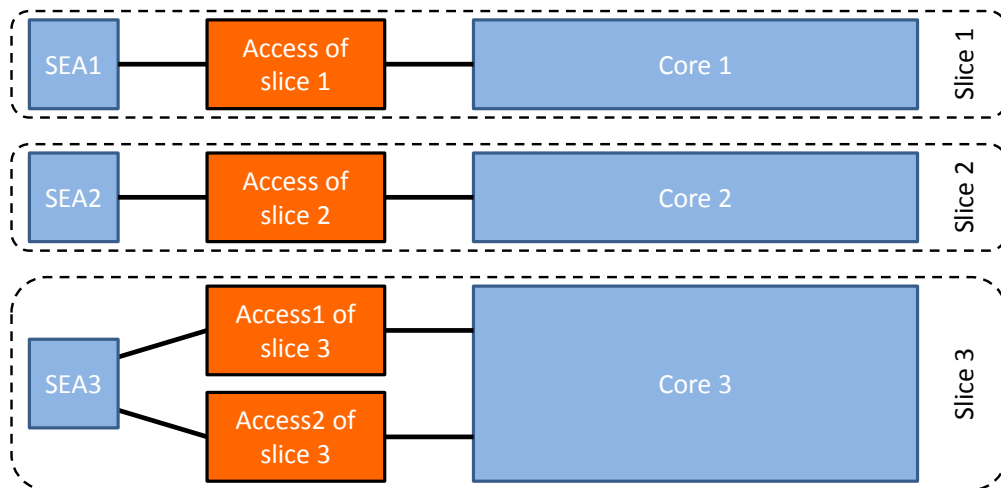 SEA1
Access of
slice 1
Core 1
Slice 1
SEA2
Access of
slice 2
Core 2
Slice 2
SEA3
Access1 of
slice 3
Access2 of
slice 3
Core 3
Slice 3